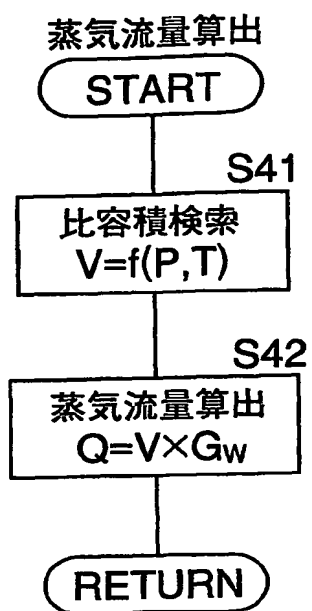 蒸気流量算出
START
S41
比容積検索
V=f(P,T)
S42
蒸気流量算出
Q=V×GW
RETURN